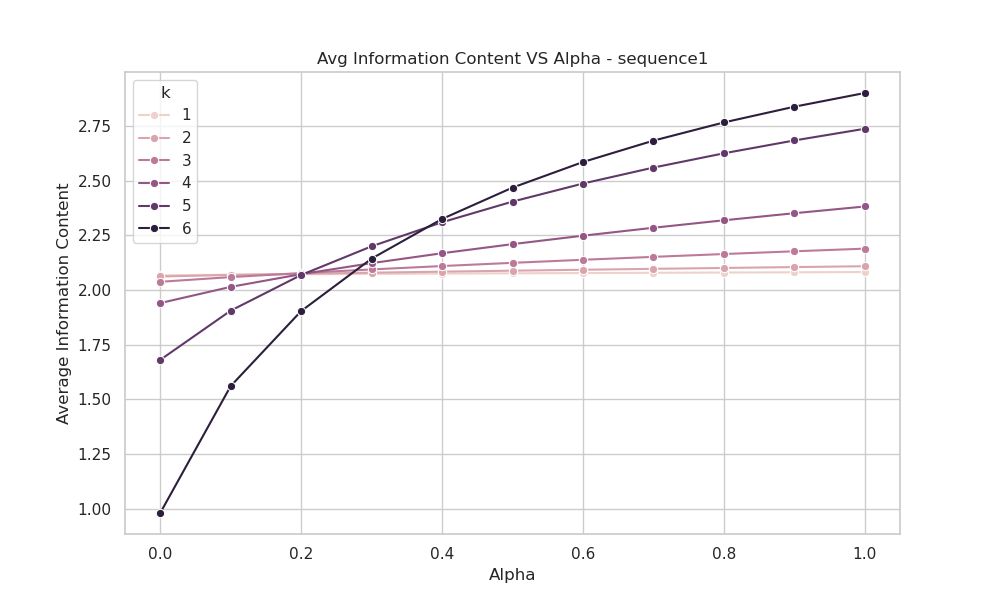 Avg Information Content VS Alpha - sequence1
k
1
2
3
4
5
6
Average Information Content
2.75
2.50
2.25
2.00
1.75
1.50
1.25
1.00
0.0 0.2 0.4 0.6 0.8 1.0
Alpha